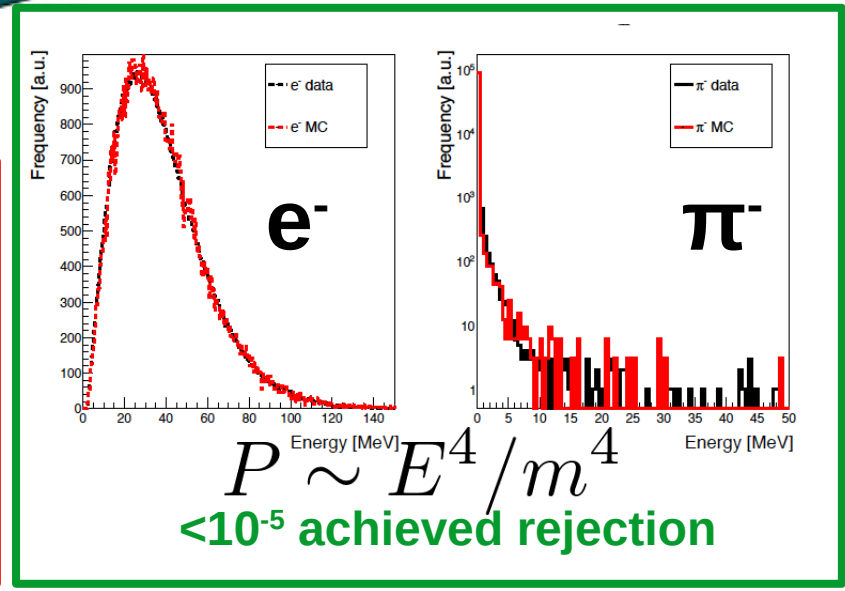 Frequency [a.u.]
900
800
700
600
500
400
300
200
100
0
e⁻ data
e⁻ MC
e⁻
0 20 40 60 80 100 120 140
Energy [MeV]
Frequency [a.u.]
10⁵
10⁴
10³
10²
10
1
π⁻ data
π⁻ MC
π⁻
0 5 10 15 20 25 30 35 40 45 50
Energy [MeV]
P ∼ E⁴/m⁴
<10⁻⁵ achieved rejection